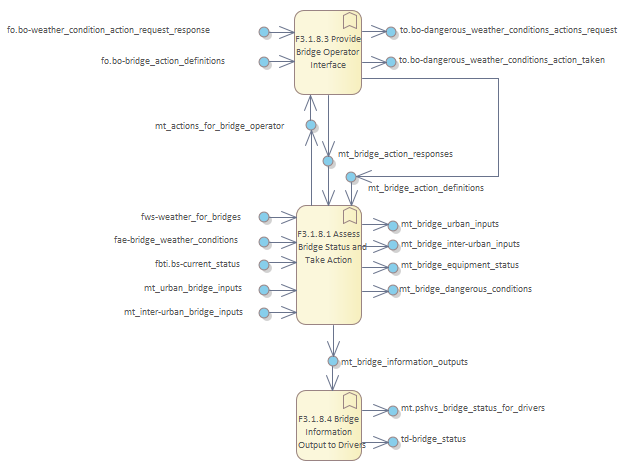 fo.bo-weather_condition_action_request_response
fo.bo-bridge_action_definitions
F3.1.8.3 Provide
Bridge Operator
Interface
to.bo-dangerous_weather_conditions_actions_request
to.bo-dangerous_weather_conditions_action_taken
mt_actions_for_bridge_operator
mt_bridge_action_responses
mt_bridge_action_definitions
fws-weather_for_bridges
fae-bridge_weather_conditions
fbti.bs-current_status
mt_urban_bridge_inputs
mt_inter-urban_bridge_inputs
F3.1.8.1 Assess
Bridge Status and
Take Action
mt_bridge_urban_inputs
mt_bridge_inter-urban_inputs
mt_bridge_equipment_status
mt_bridge_dangerous_conditions
mt_bridge_information_outputs
F3.1.8.4 Bridge
Information
Output to Drivers
mt.pshvs_bridge_status_for_drivers
td-bridge_status